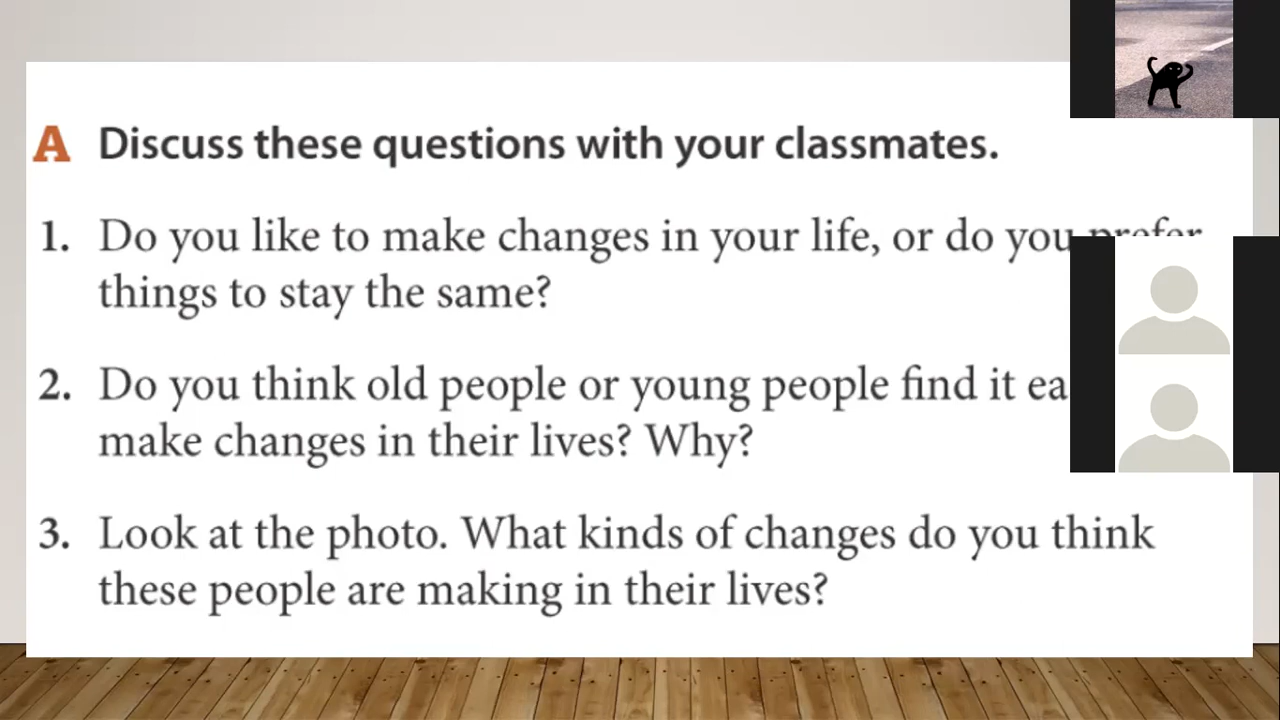 A Discuss these questions with your classmates.
1. Do you like to make changes in your life, or do you prefer
things to stay the same?
2. Do you think old people or young people find it ea
make changes in their lives? Why?
3. Look at the photo. What kinds of changes do you think
these people are making in their lives?